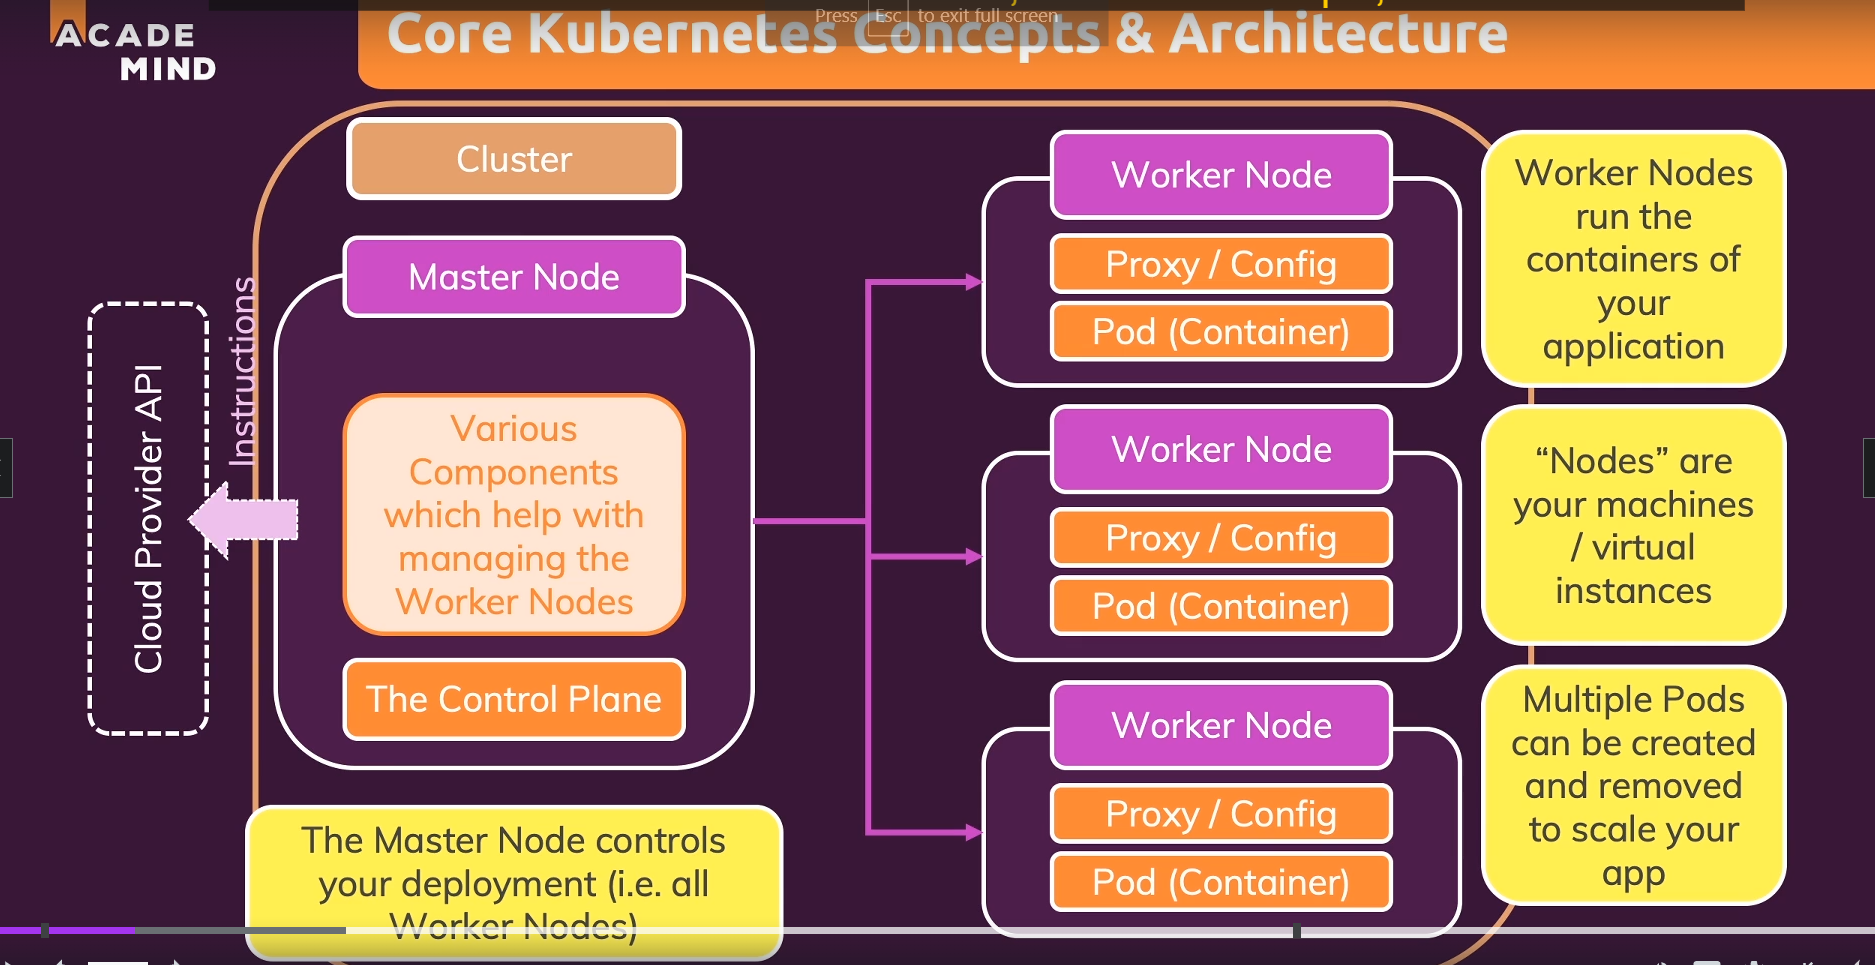 ACADE
MIND
Press Esc to exit full screen
Core Kubernetes Concepts & Architecture
Cluster
Master Node
Various
Components
which help with
managing the
Worker Nodes
The Control Plane
Cloud Provider API
Instructions
The Master Node controls
your deployment (i.e. all
Worker Nodes)
Worker Node
Proxy / Config
Pod (Container)
Worker Node
Proxy / Config
Pod (Container)
Worker Node
Proxy / Config
Pod (Container)
Worker Nodes
run the
containers of
your
application
“Nodes” are
your machines
/ virtual
instances
Multiple Pods
can be created
and removed
to scale your
app